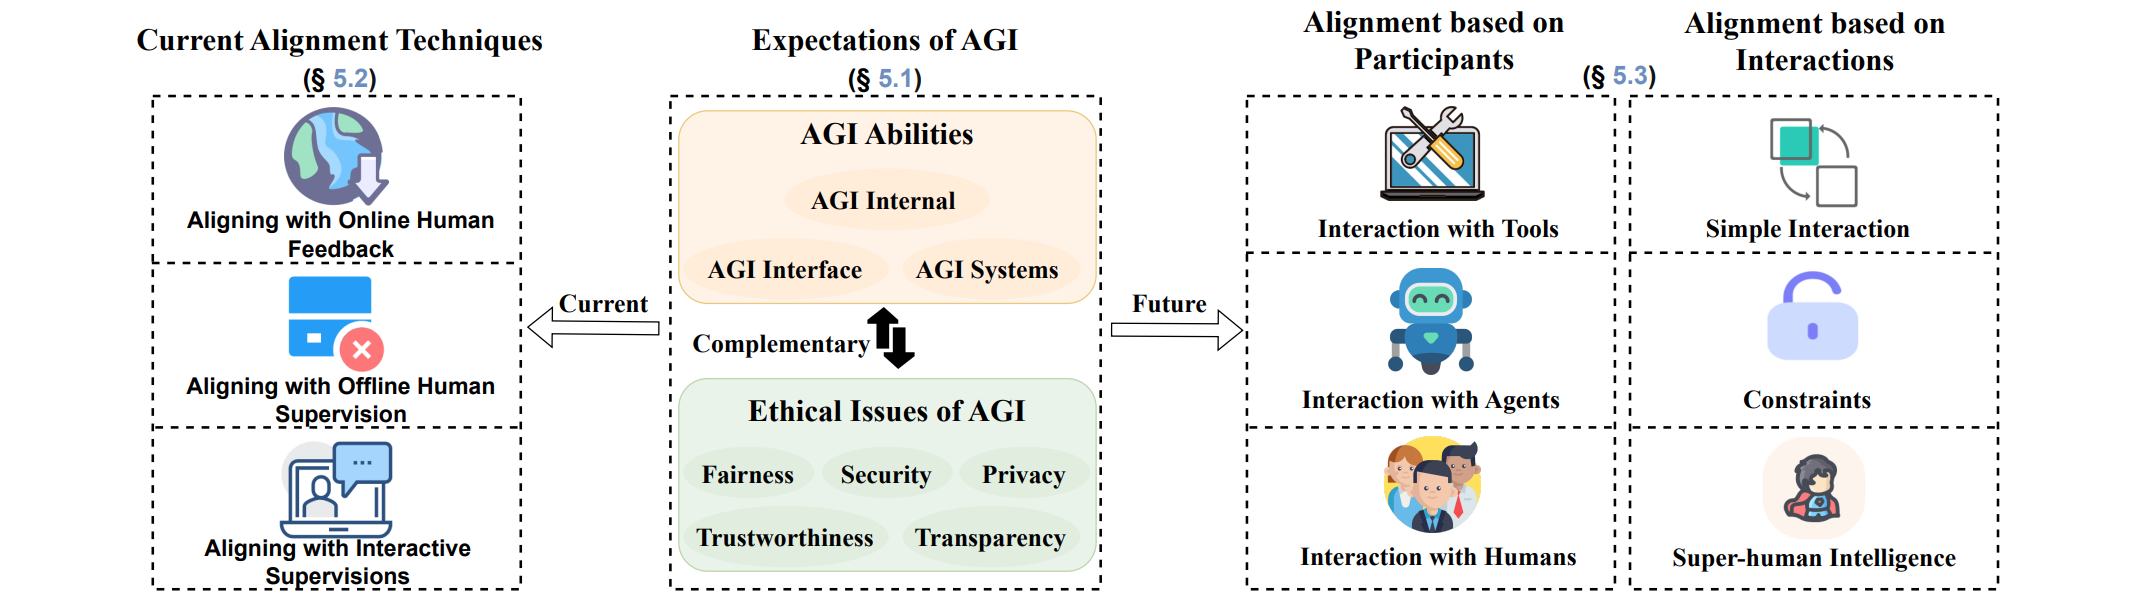 Current Alignment Techniques
(§ 5.2)
Aligning with Online Human
Feedback
Aligning with Offline Human
Supervision
Aligning with Interactive
Supervisions
Current
Expectations of AGI
(§ 5.1)
AGI Abilities
AGI Internal
AGI Interface
AGI Systems
Complementary
Ethical Issues of AGI
Fairness
Security
Privacy
Trustworthiness
Transparency
Future
Alignment based on
Participants
(§ 5.3)
Interaction with Tools
Interaction with Agents
Interaction with Humans
Alignment based on
Interactions
Simple Interaction
Constraints
Super-human Intelligence